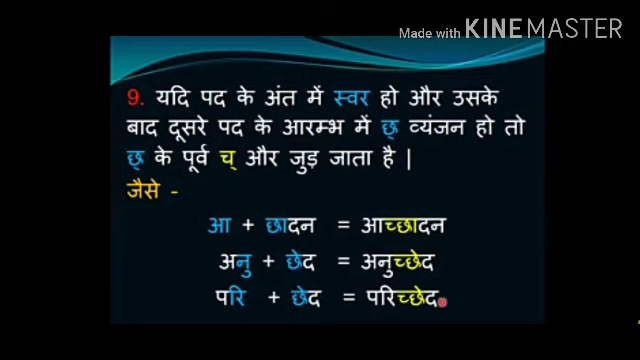 Made with KINEMASTER
9. यदि पद के अंत में स्वर हो और उसके
बाद दूसरे पद के आरम्भ में छ् व्यंजन हो तो
छ् के पूर्व च् और जुड़ जाता है |
जैसे -
आ + छादन = आच्छादन
अनु + छेद = अनुच्छेद
परि + छेद = परिच्छेद